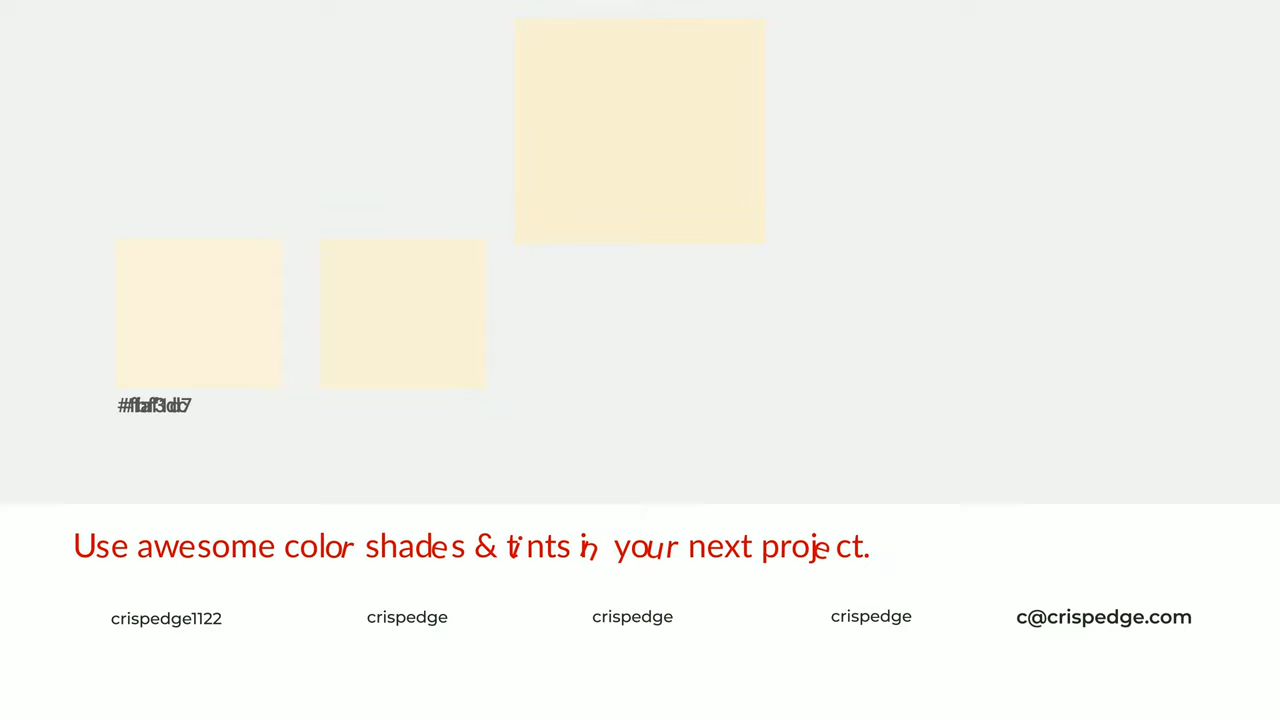 Use awesome color shades & tints in your next project.
crispedge1122 crispedge crispedge crispedge c@crispedge.com